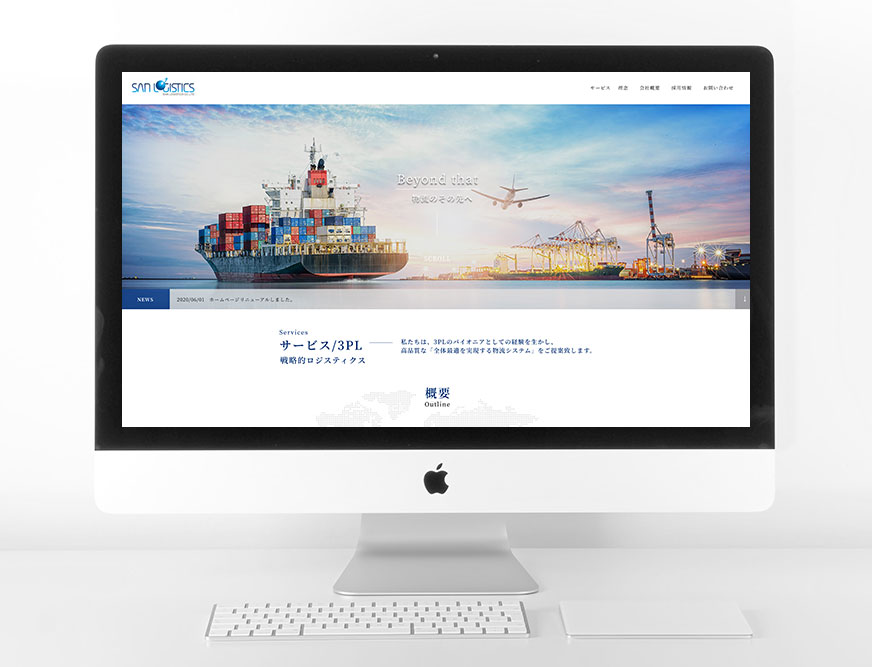 SAN LOGISTICS
サービス 理念 会社概要 採用情報 お問い合わせ
Beyond that
物流のその先へ
SCROLL
NEWS 2020/06/01 ホームページリニューアルしました。
Services
サービス/3PL
戦略的ロジスティクス
私たちは、3PLのパイオニアとしての経験を生かし、
高品質な「全体最適を実現する物流システム」をご提案致します。
概要
Outline